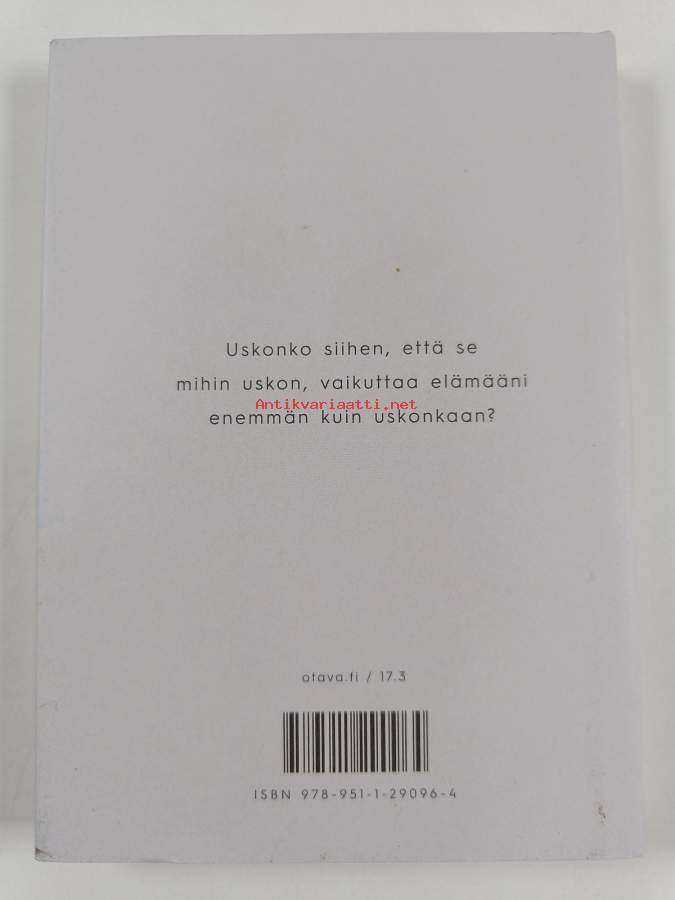 Uskonko siihen, että se
mihin uskon, vaikuttaa elämääni
Antikvariaatti.net
enemmän kuin uskonkaan?
otava.fi / 17.3
ISBN 978-951-1-29096-4